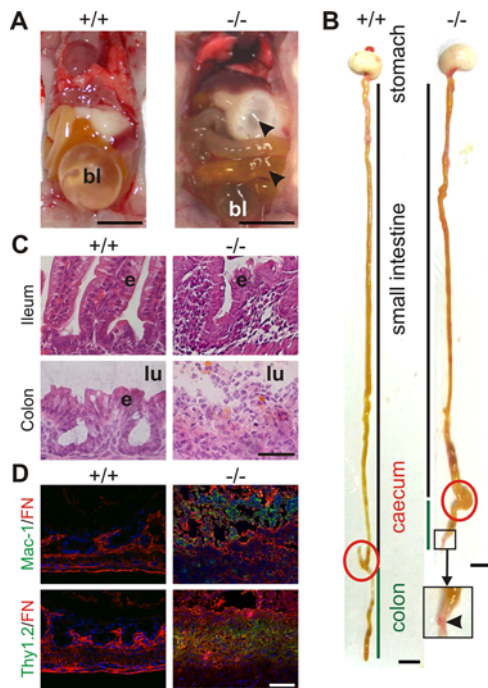 A
+/+
-/-
bl
bl
B
+/+
-/-
stomach
small intestine
caecum
colon
C
+/+
-/-
Ileum
e
e
Colon
lu
e
lu
D
+/+
-/-
Mac-1/FN
Thy1.2/FN